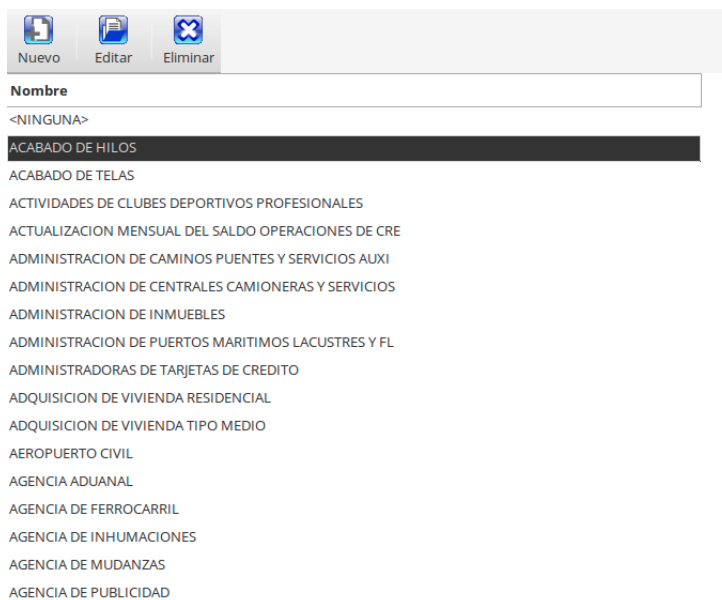 Nuevo Editar Eliminar
Nombre
<NINGUNA>
ACABADO DE HILOS
ACABADO DE TELAS
ACTIVIDADES DE CLUBES DEPORTIVOS PROFESIONALES
ACTUALIZACION MENSUAL DEL SALDO OPERACIONES DE CRE
ADMINISTRACION DE CAMINOS PUENTES Y SERVICIOS AUXI
ADMINISTRACION DE CENTRALES CAMIONERAS Y SERVICIOS
ADMINISTRACION DE INMUEBLES
ADMINISTRACION DE PUERTOS MARITIMOS LACUSTRES Y FL
ADMINISTRADORAS DE TARJETAS DE CREDITO
ADQUISICION DE VIVIENDA RESIDENCIAL
ADQUISICION DE VIVIENDA TIPO MEDIO
AEROPUERTO CIVIL
AGENCIA ADUANAL
AGENCIA DE FERROCARRIL
AGENCIA DE INHUMACIONES
AGENCIA DE MUDANZAS
AGENCIA DE PUBLICIDAD